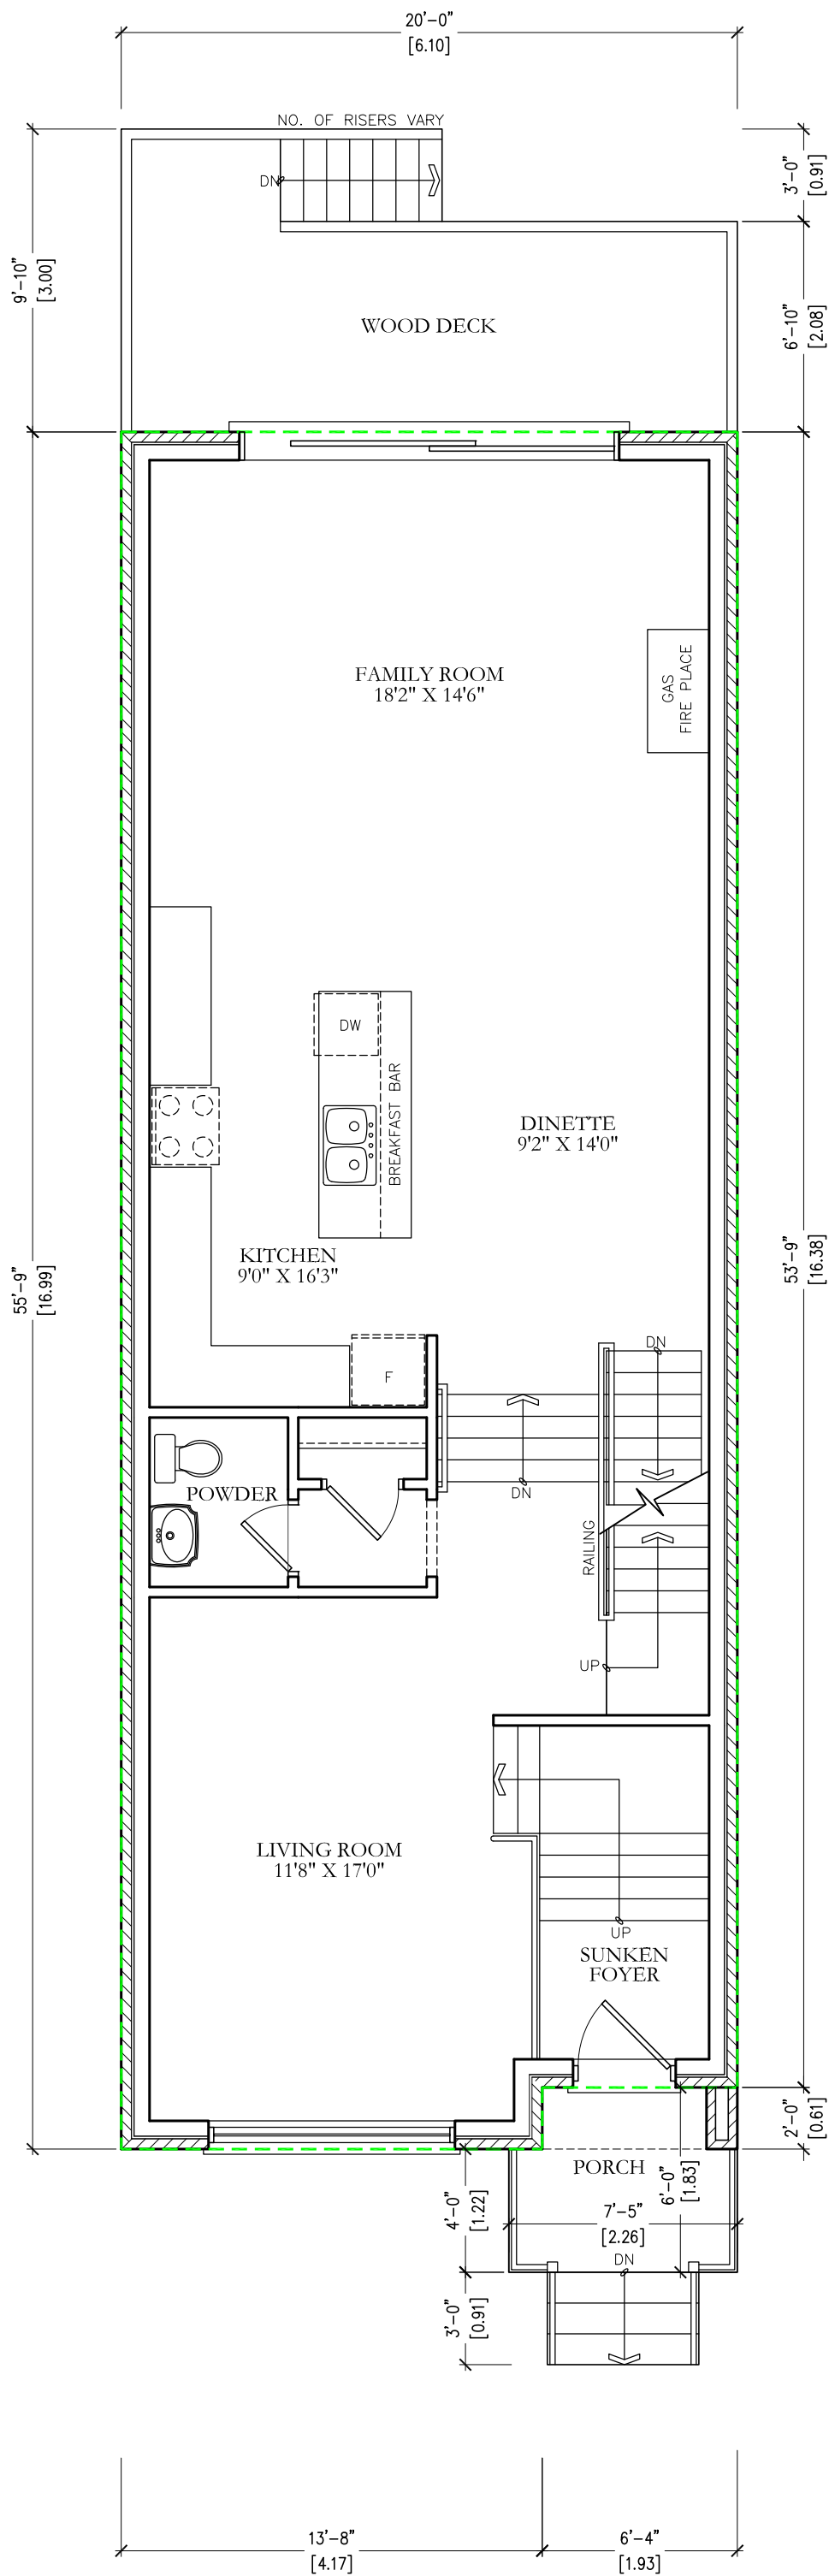 20'-0"
[6.10]
NO. OF RISERS VARY
DN
3'-0"
[0.91]
9'-10"
[3.00]
6'-10"
[2.08]
WOOD DECK
FAMILY ROOM
18'2" X 14'6"
GAS
FIRE PLACE
DW
BREAKFAST BAR
DINETTE
9'2" X 14'0"
KITCHEN
9'0" X 16'3"
55'-9"
[16.99]
53'-9"
[16.38]
F
DN
DN
POWDER
RAILING
UP
LIVING ROOM
11'8" X 17'0"
UP
SUNKEN
FOYER
2'-0"
[0.61]
PORCH
6'-0"
[1.83]
4'-0"
[1.22]
7'-5"
[2.26]
DN
3'-0"
[0.91]
13'-8"
[4.17]
6'-4"
[1.93]